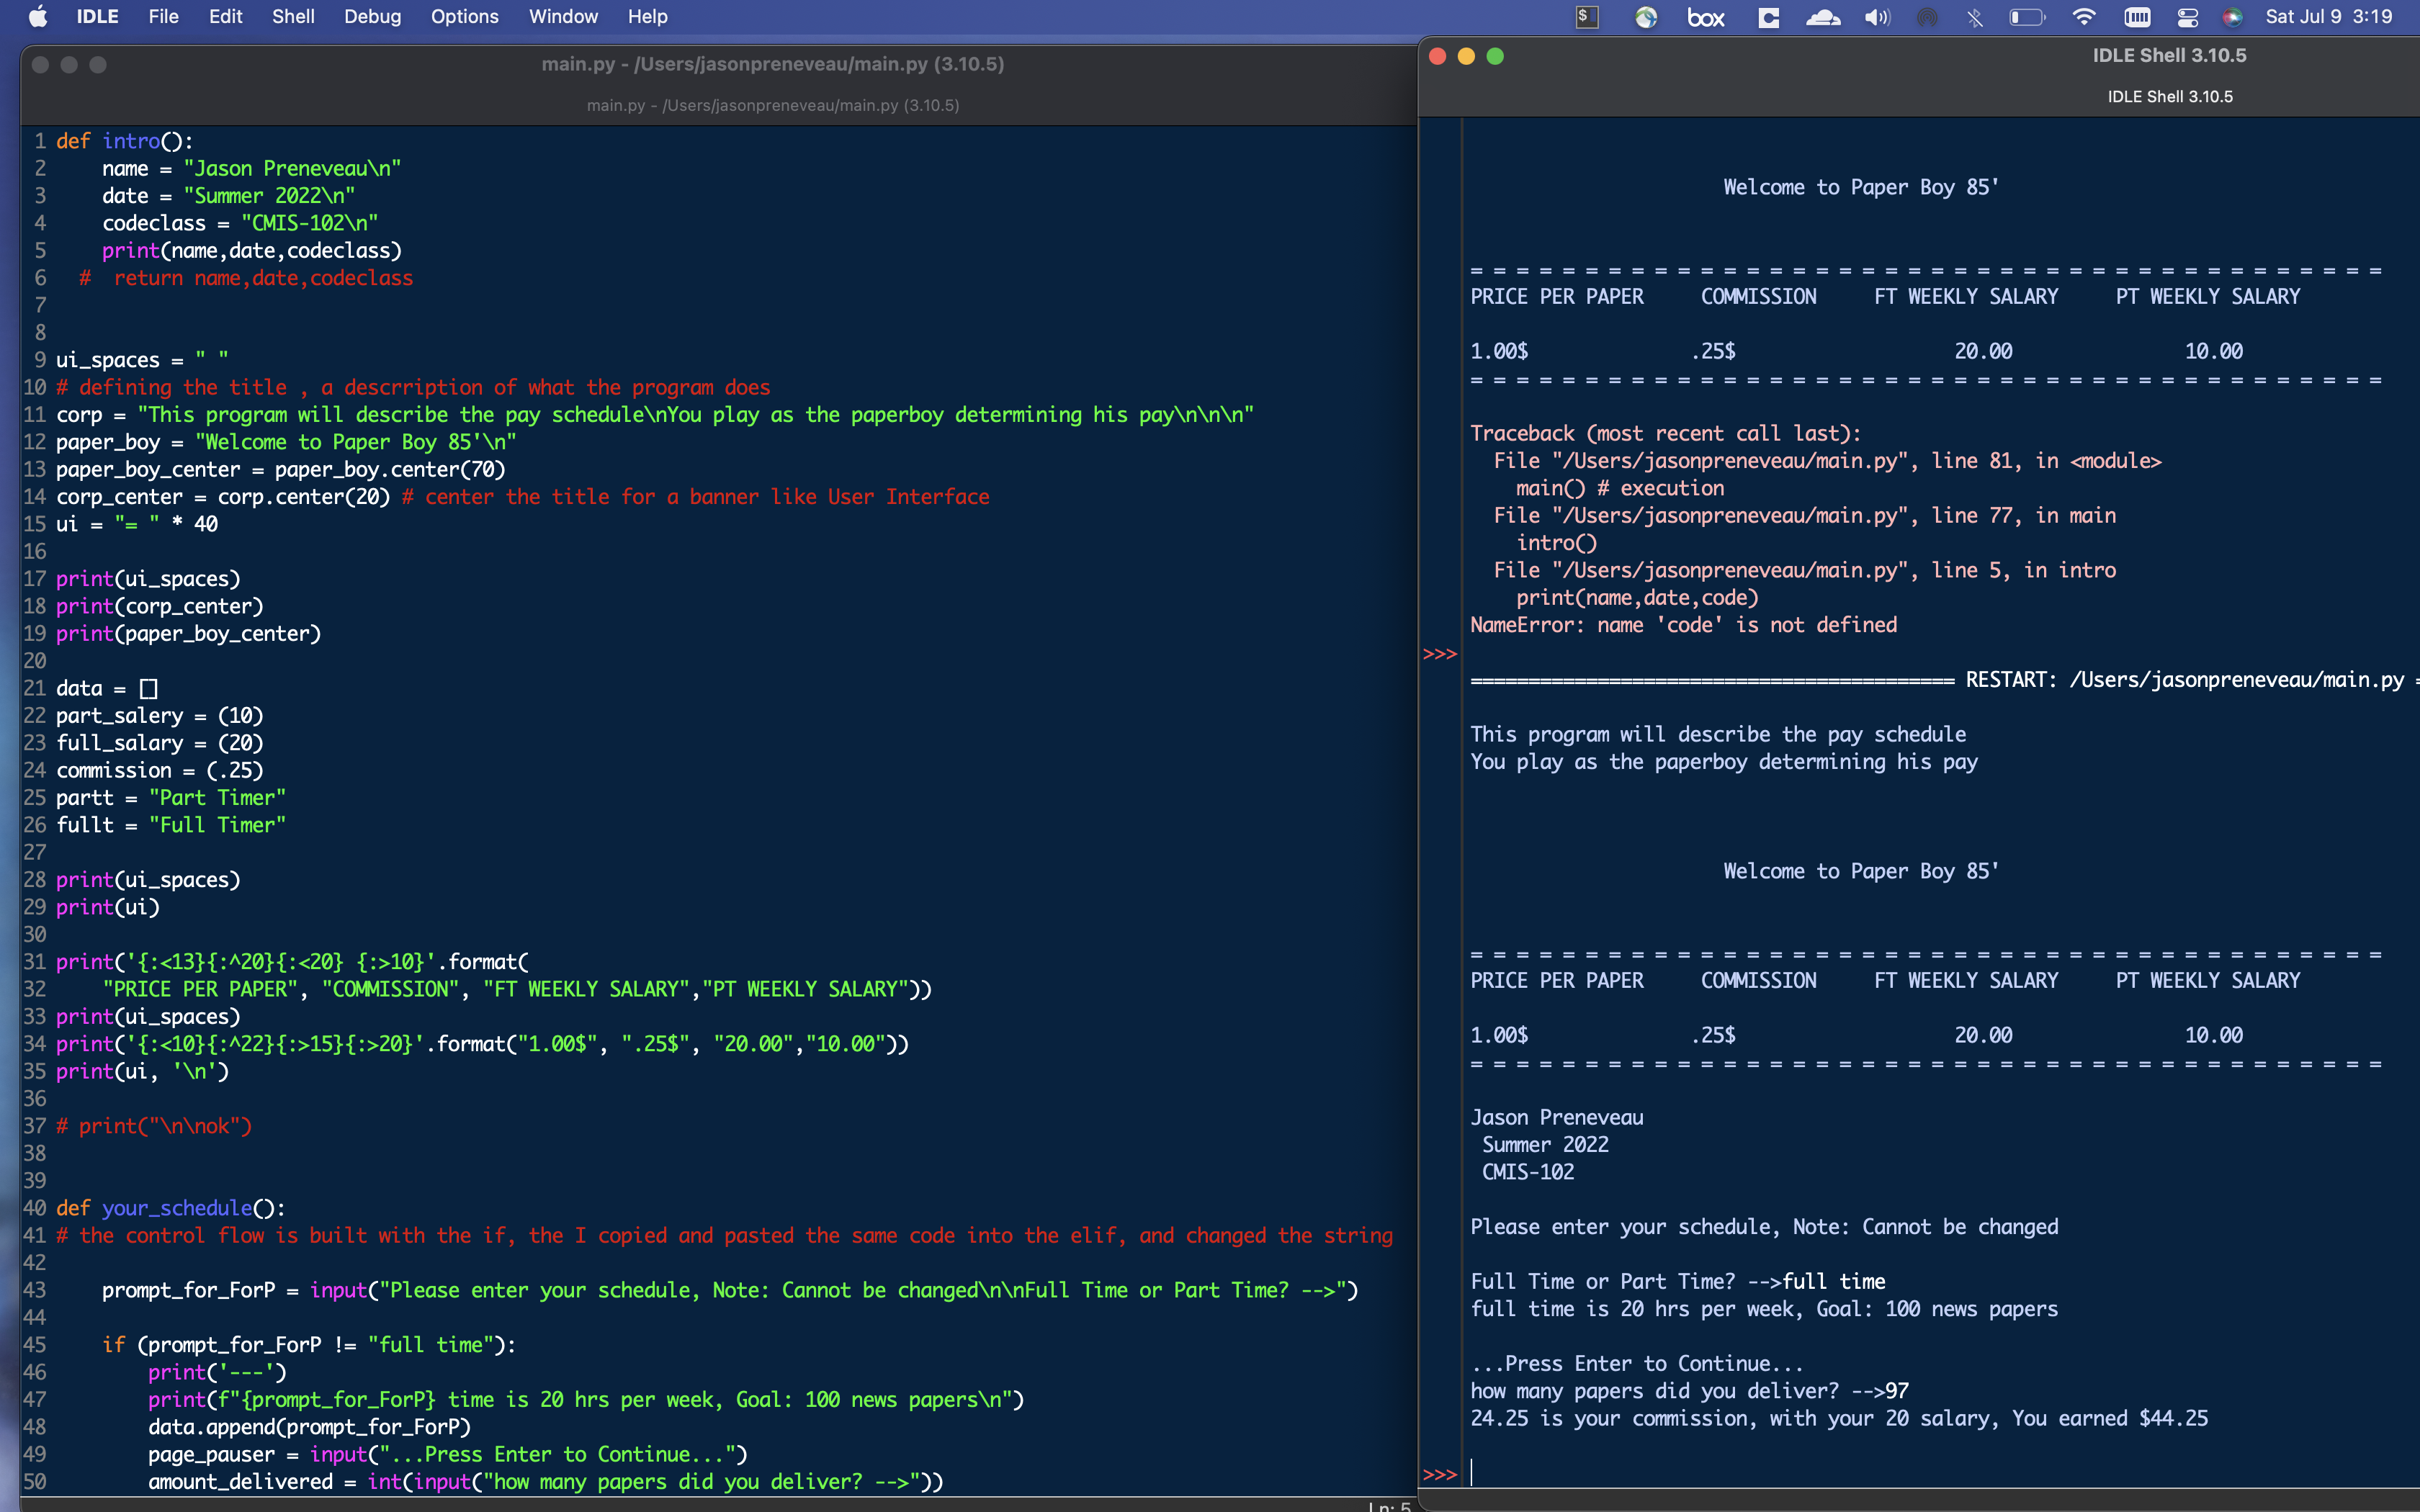 IDLE File Edit Shell Debug Options Window Help
$ box Sat Jul 9 3:19
main.py - /Users/jasonpreneveau/main.py (3.10.5)
main.py - /Users/jasonpreneveau/main.py (3.10.5)
1 def intro():
2     name = "Jason Preneveau\n"
3     date = "Summer 2022\n"
4     codeclass = "CMIS-102\n"
5     print(name,date,codeclass)
6   #  return name,date,codeclass
7
8
9 ui_spaces = " "
10 # defining the title , a descrription of what the program does
11 corp = "This program will describe the pay schedule\nYou play as the paperboy determining his pay\n\n\n"
12 paper_boy = "Welcome to Paper Boy 85'\n"
13 paper_boy_center = paper_boy.center(70)
14 corp_center = corp.center(20) # center the title for a banner like User Interface
15 ui = "= " * 40
16
17 print(ui_spaces)
18 print(corp_center)
19 print(paper_boy_center)
20
21 data = []
22 part_salery = (10)
23 full_salary = (20)
24 commission = (.25)
25 partt = "Part Timer"
26 fullt = "Full Timer"
27
28 print(ui_spaces)
29 print(ui)
30
31 print('{:<13}{:^20}{:<20} {:>10}'.format(
32     "PRICE PER PAPER", "COMMISSION", "FT WEEKLY SALARY","PT WEEKLY SALARY"))
33 print(ui_spaces)
34 print('{:<10}{:^22}{:>15}{:>20}'.format("1.00$", ".25$", "20.00","10.00"))
35 print(ui, '\n')
36
37 # print("\n\nok")
38
39
40 def your_schedule():
41 # the control flow is built with the if, the I copied and pasted the same code into the elif, and changed the string
42
43     prompt_for_ForP = input("Please enter your schedule, Note: Cannot be changed\n\nFull Time or Part Time? -->")
44
45     if (prompt_for_ForP != "full time"):
46         print('---')
47         print(f"{prompt_for_ForP} time is 20 hrs per week, Goal: 100 news papers\n")
48         data.append(prompt_for_ForP)
49         page_pauser = input("...Press Enter to Continue...")
50         amount_delivered = int(input("how many papers did you deliver? -->"))
IDLE Shell 3.10.5
IDLE Shell 3.10.5
Welcome to Paper Boy 85'
= = = = = = = = = = = = = = = = = = = = = = = = = = = = = = = = = = = = = = = =
PRICE PER PAPER     COMMISSION     FT WEEKLY SALARY     PT WEEKLY SALARY
1.00$              .25$                   20.00               10.00
= = = = = = = = = = = = = = = = = = = = = = = = = = = = = = = = = = = = = = = =
Traceback (most recent call last):
  File "/Users/jasonpreneveau/main.py", line 81, in <module>
    main() # execution
  File "/Users/jasonpreneveau/main.py", line 77, in main
    intro()
  File "/Users/jasonpreneveau/main.py", line 5, in intro
    print(name,date,code)
NameError: name 'code' is not defined
>>>
========================================== RESTART: /Users/jasonpreneveau/main.py =
This program will describe the pay schedule
You play as the paperboy determining his pay
Welcome to Paper Boy 85'
= = = = = = = = = = = = = = = = = = = = = = = = = = = = = = = = = = = = = = = =
PRICE PER PAPER     COMMISSION     FT WEEKLY SALARY     PT WEEKLY SALARY
1.00$              .25$                   20.00               10.00
= = = = = = = = = = = = = = = = = = = = = = = = = = = = = = = = = = = = = = = =
Jason Preneveau
 Summer 2022
 CMIS-102
Please enter your schedule, Note: Cannot be changed
Full Time or Part Time? -->full time
full time is 20 hrs per week, Goal: 100 news papers
...Press Enter to Continue...
how many papers did you deliver? -->97
24.25 is your commission, with your 20 salary, You earned $44.25
>>>